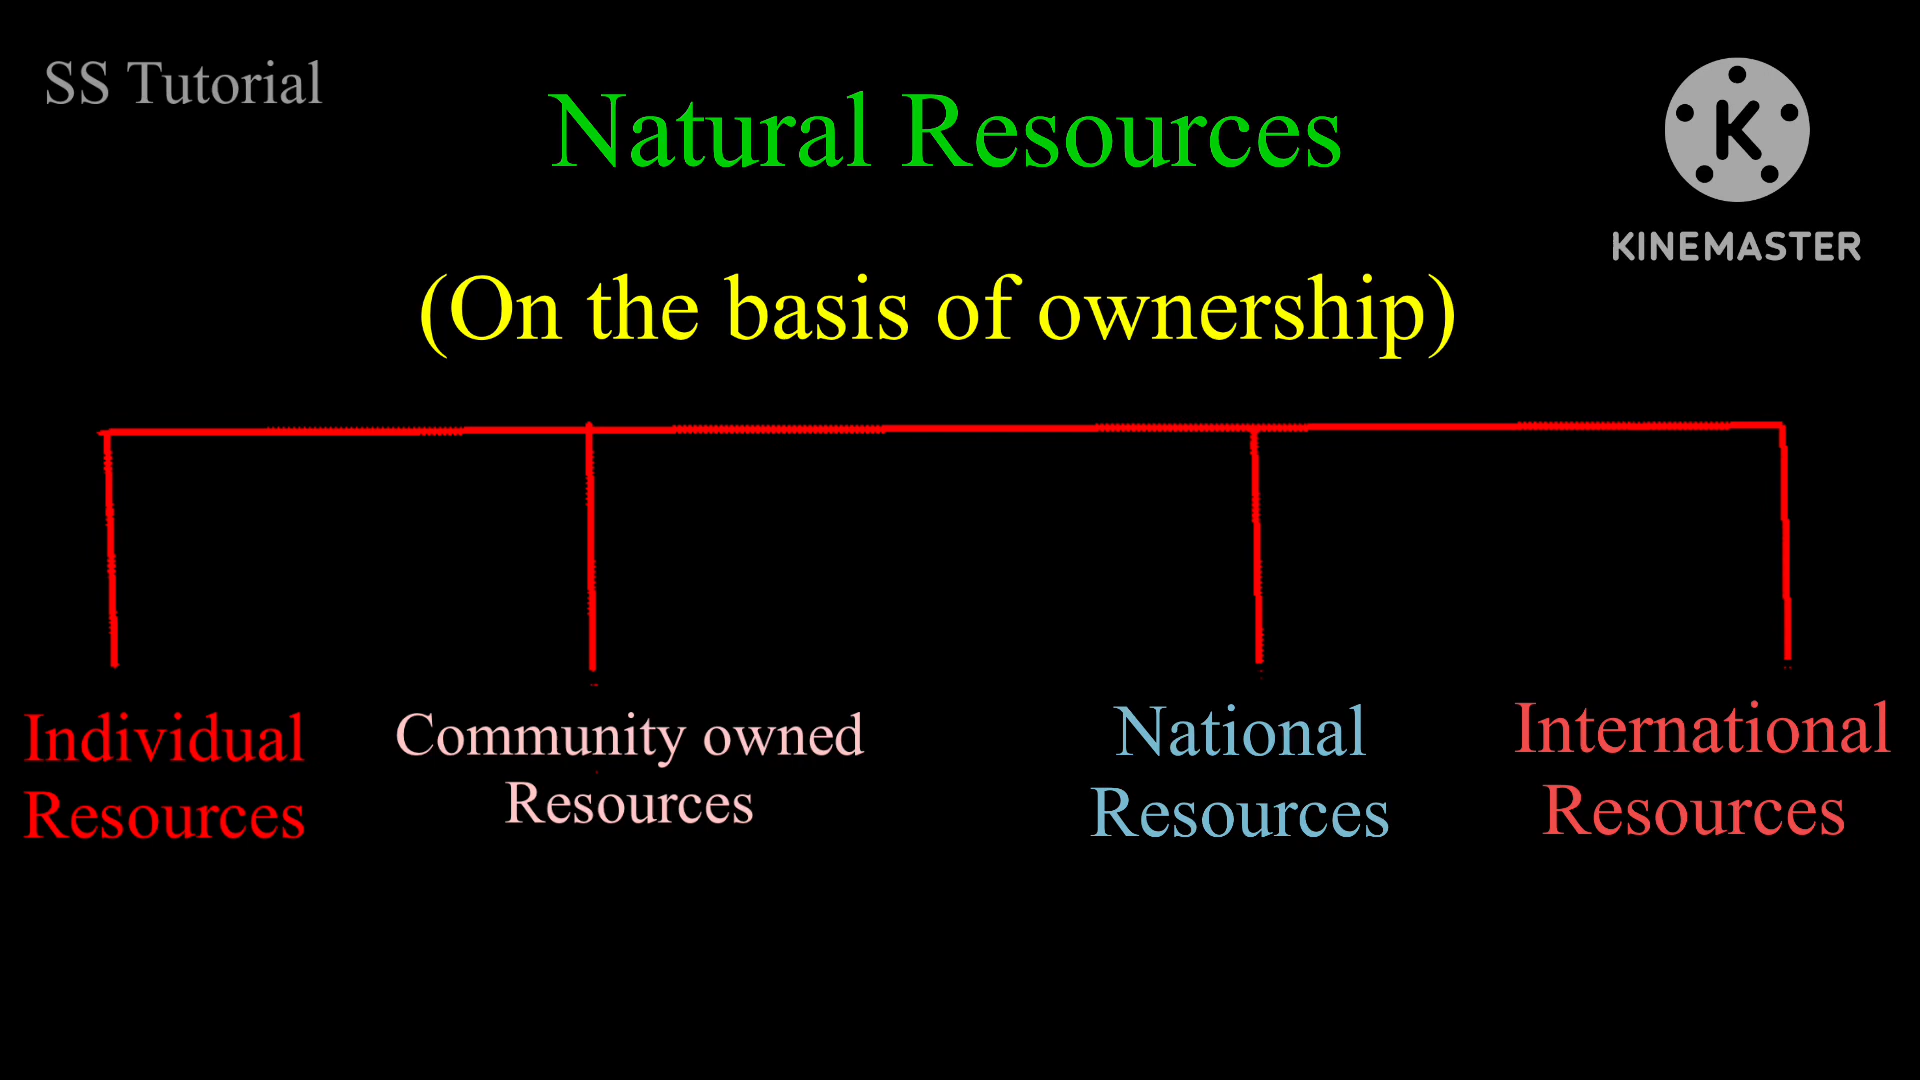 SS Tutorial
Natural Resources
K
KINEMASTER
(On the basis of ownership)
Individual
Resources
Community owned
Resources
National
Resources
International
Resources